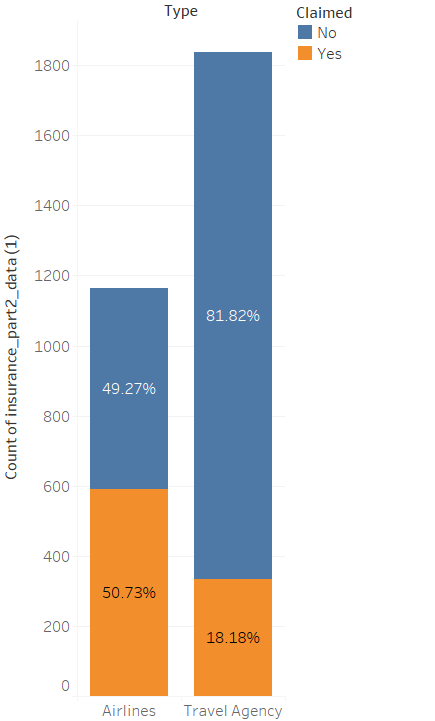 Type
Claimed
No
Yes
Count of insurance_part2_data (1)
1800
1600
1400
1200
1000
800
600
400
200
0
81.82%
49.27%
50.73%
18.18%
Airlines
Travel Agency